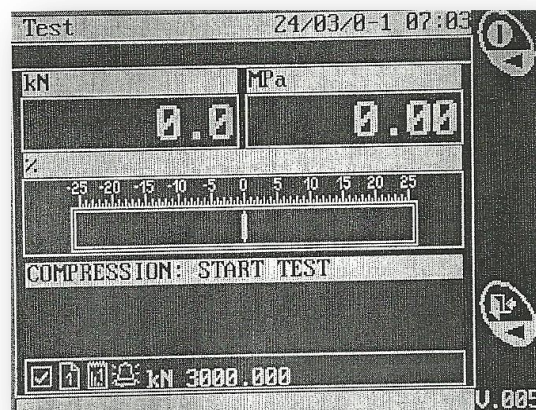 Test 24/03/0-1 07:03
kN MPa
0.0 0.00
%
-25 -20 -15 -10 -5 0 5 10 15 20 25
COMPRESSION: START TEST
1 kN 3000.000
V.005